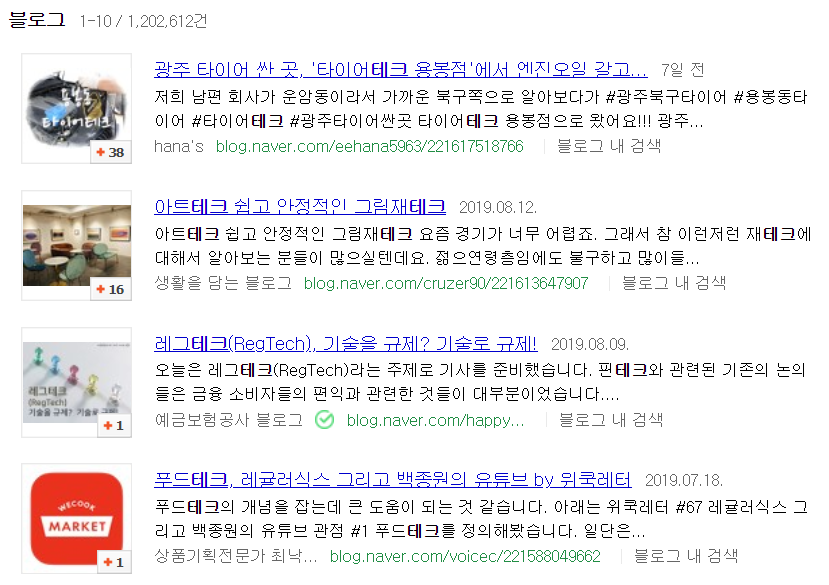 블로그 1-10 / 1,202,612건
광주 타이어 싼 곳, '타이어테크 용봉점'에서 엔진오일 갈고... 7일 전
저희 남편 회사가 운암동이라서 가까운 북구쪽으로 알아보다가 #광주북구타이어 #용봉동타
이어 #타이어테크 #광주타이어싼곳 타이어테크 용봉점으로 왔어요!!! 광주...
hana's blog.naver.com/eehana5963/221617518766 블로그 내 검색
타이어테크
+ 38
아트테크 쉽고 안정적인 그림재테크 2019.08.12.
아트테크 쉽고 안정적인 그림재테크 요즘 경기가 너무 어렵죠. 그래서 참 이런저런 재테크에
대해서 알아보는 분들이 많으실텐데요. 젊으연령층임에도 불구하고 많이들...
생활을 담는 블로그 blog.naver.com/cruzer90/221613647907 블로그 내 검색
+ 16
레그테크(RegTech), 기술을 규제? 기술로 규제! 2019.08.09.
오늘은 레그테크(RegTech)라는 주제로 기사를 준비했습니다. 핀테크와 관련된 기존의 논의
들은 금융 소비자들의 편익과 관련한 것들이 대부분이었습니다....
예금보험공사 블로그 blog.naver.com/happy... 블로그 내 검색
레그테크
(RegTech)
기술을 규제? 기술로 규제!
+ 1
푸드테크, 레귤러식스 그리고 백종원의 유튜브 by 위쿡레터 2019.07.18.
푸드테크의 개념을 잡는데 큰 도움이 되는 것 같습니다. 아래는 위쿡레터 #67 레귤러식스 그
리고 백종원의 유튜브 관점 #1 푸드테크를 정의해봤습니다. 일단은...
상품기획전문가 최낙... blog.naver.com/voicec/221588049662 블로그 내 검색
WECOOK
MARKET
+ 1